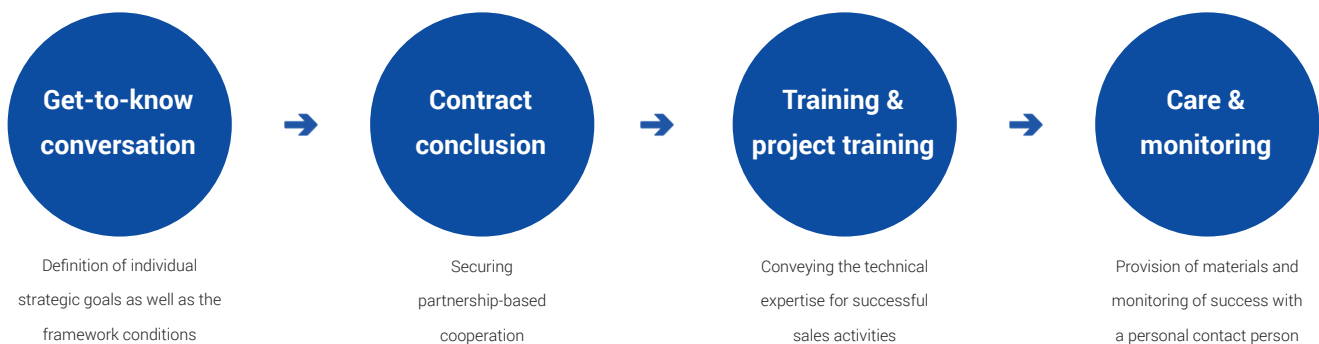 Get-to-know
conversation
Contract
conclusion
Training &
project training
Care &
monitoring
Definition of individual
strategic goals as well as the
framework conditions
Securing
partnership-based
cooperation
Conveying the technical
expertise for successful
sales activities
Provision of materials and
monitoring of success with
a personal contact person